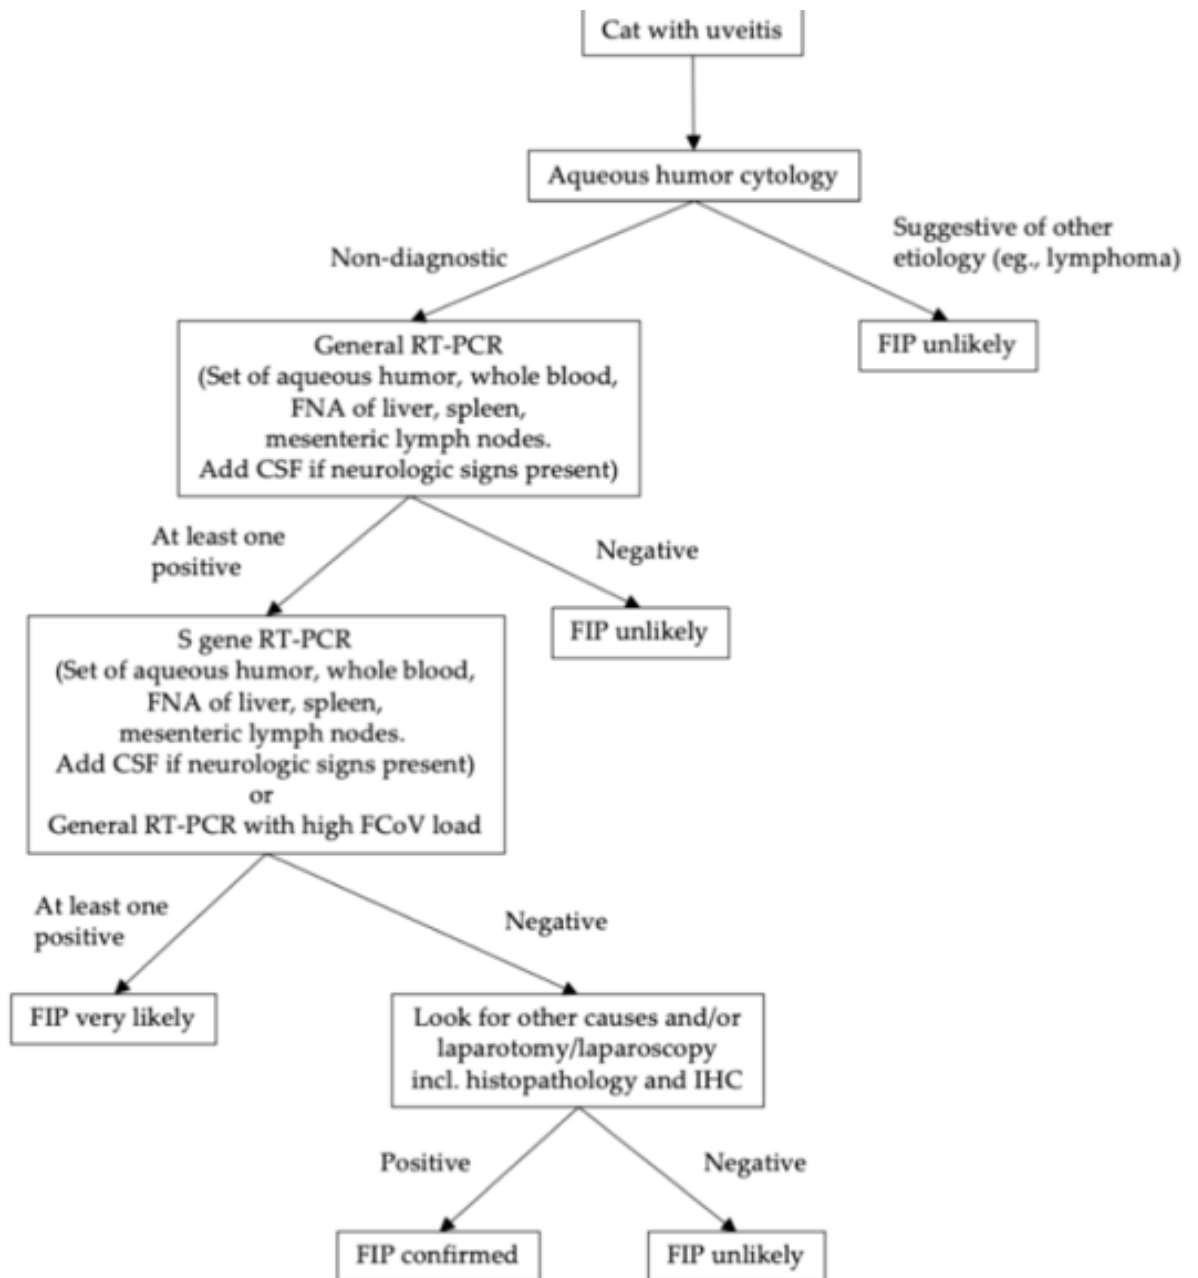 Cat with uveitis
Aqueous humor cytology
Non-diagnostic
Suggestive of other
etiology (eg., lymphoma)
General RT-PCR
(Set of aqueous humor, whole blood,
FNA of liver, spleen,
mesenteric lymph nodes.
Add CSF if neurologic signs present)
FIP unlikely
At least one
positive
Negative
S gene RT-PCR
(Set of aqueous humor, whole blood,
FNA of liver, spleen,
mesenteric lymph nodes.
Add CSF if neurologic signs present)
or
General RT-PCR with high FCoV load
FIP unlikely
At least one
positive
Negative
FIP very likely
Look for other causes and/or
laparotomy/laparoscopy
incl. histopathology and IHC
Positive
Negative
FIP confirmed
FIP unlikely